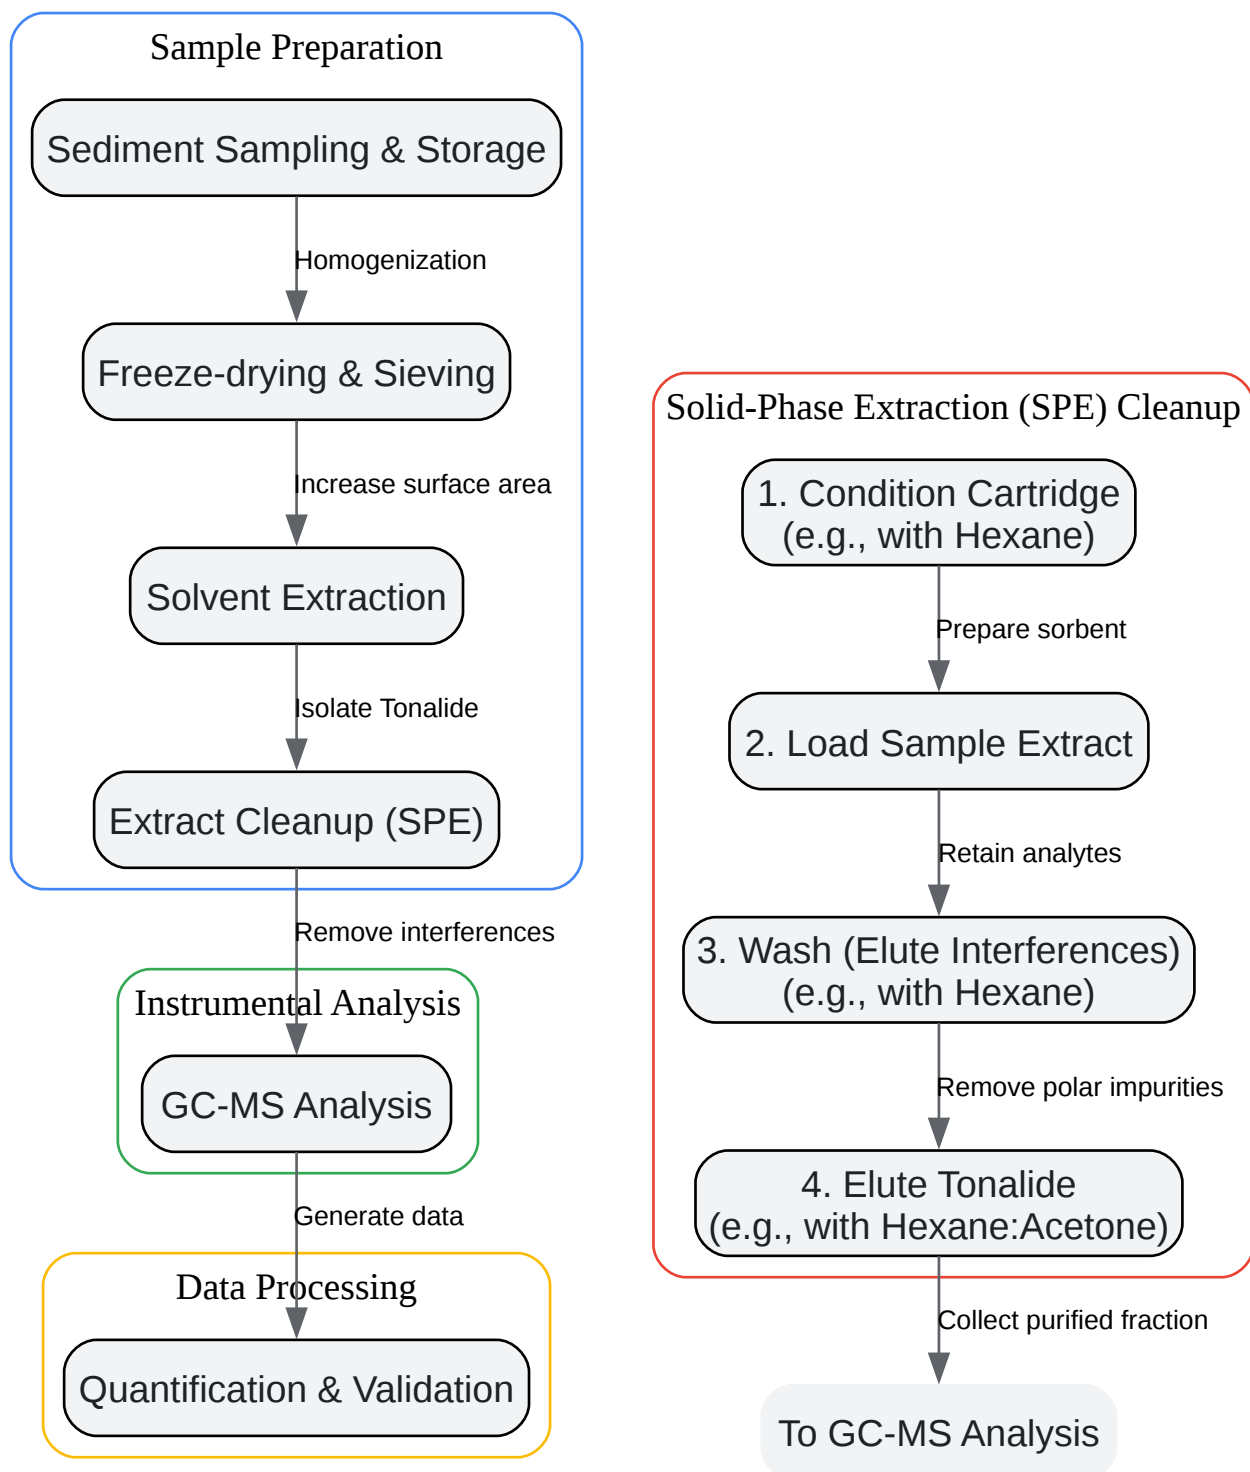 Sample Preparation
Sediment Sampling & Storage
Homogenization
Freeze-drying & Sieving
Increase surface area
Solvent Extraction
Isolate Tonalide
Extract Cleanup (SPE)
Remove interferences
Instrumental Analysis
GC-MS Analysis
Generate data
Data Processing
Quantification & Validation
Solid-Phase Extraction (SPE) Cleanup
1. Condition Cartridge
(e.g., with Hexane)
Prepare sorbent
2. Load Sample Extract
Retain analytes
3. Wash (Elute Interferences)
(e.g., with Hexane)
Remove polar impurities
4. Elute Tonalide
(e.g., with Hexane:Acetone)
Collect purified fraction
To GC-MS Analysis